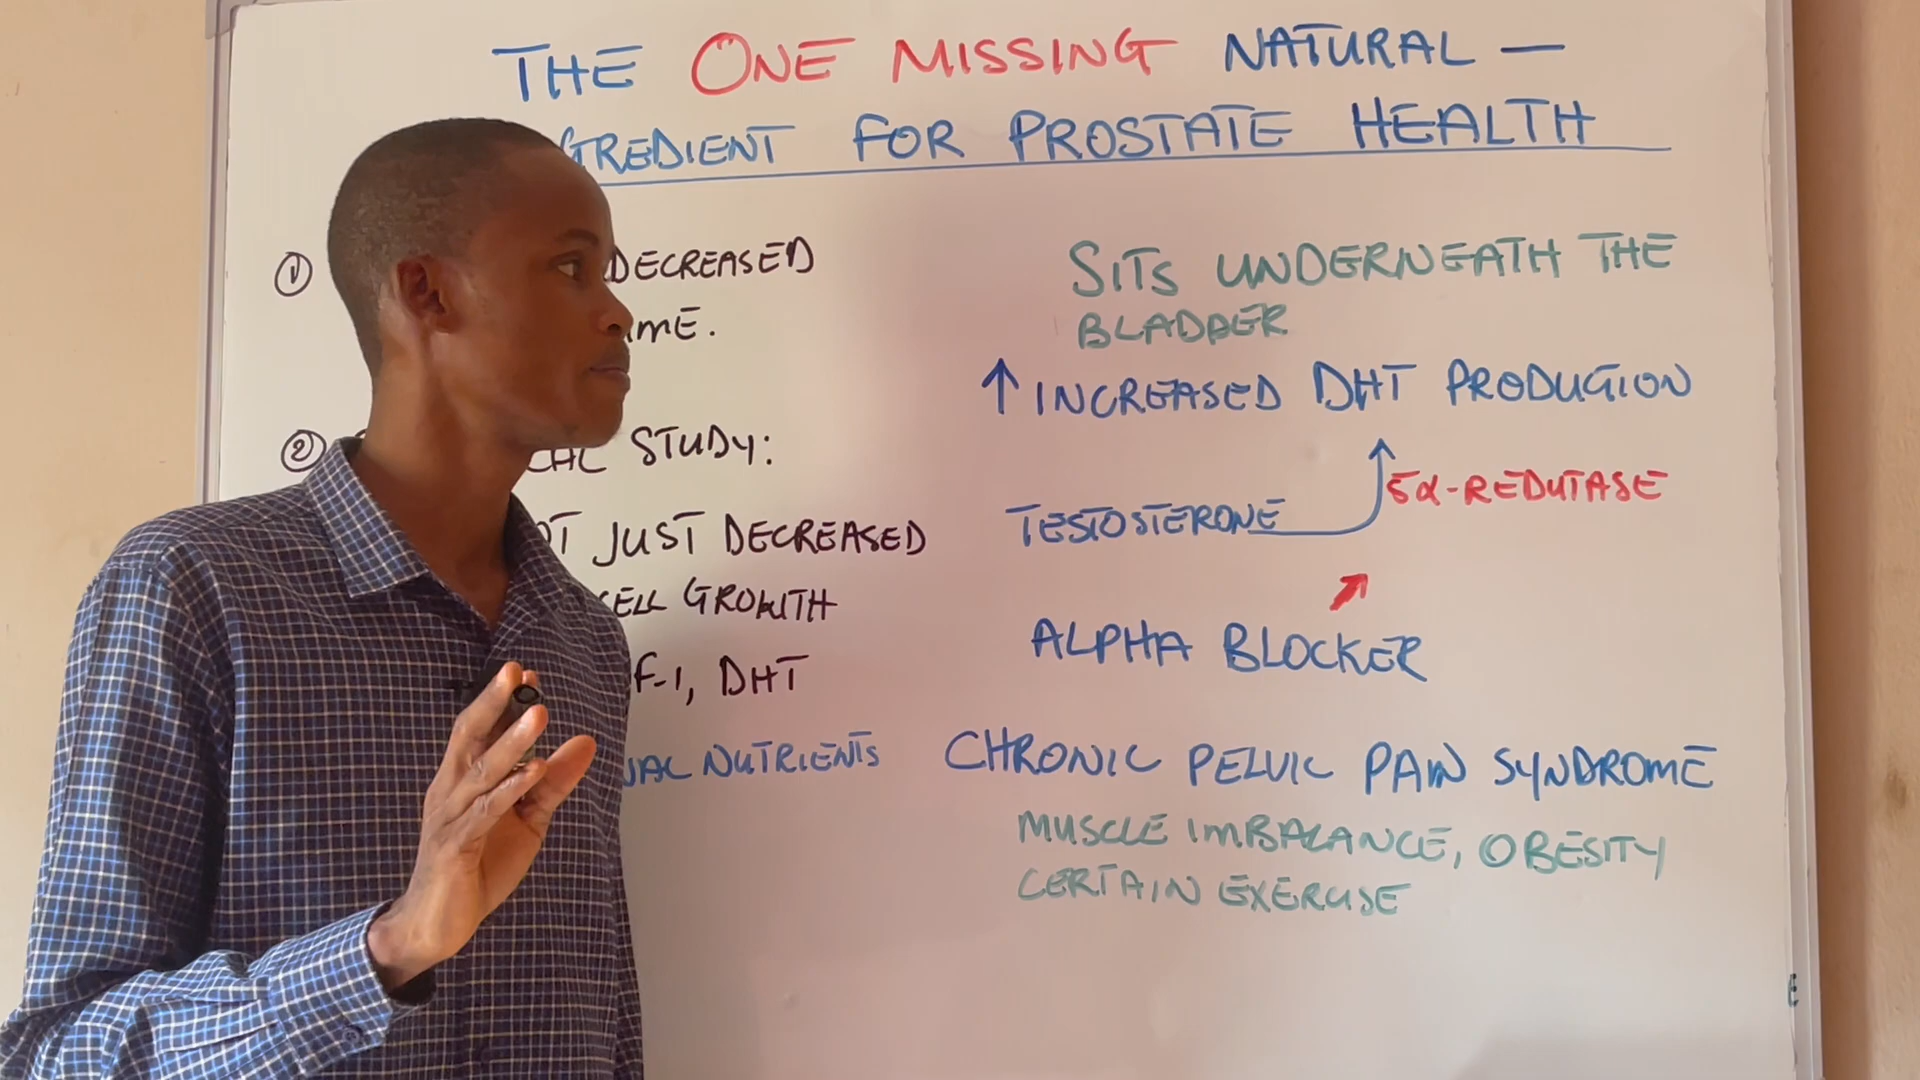 THE ONE MISSING NATURAL —
GREDIENT FOR PROSTATE HEALTH
① DECREASED
ME.
② STUDY:
JUST DECREASED
CELL GROWTH
F-1, DHT
NUTRIENTS
SITS UNDERNEATH THE
BLADDER
↑ INCREASED DHT PRODUCTION
5α-REDUTASE
TESTOSTERONE
ALPHA BLOCKER
CHRONIC PELVIC PAIN SYNDROME
MUSCLE IMBALANCE, OBESITY
CERTAIN EXERCISE